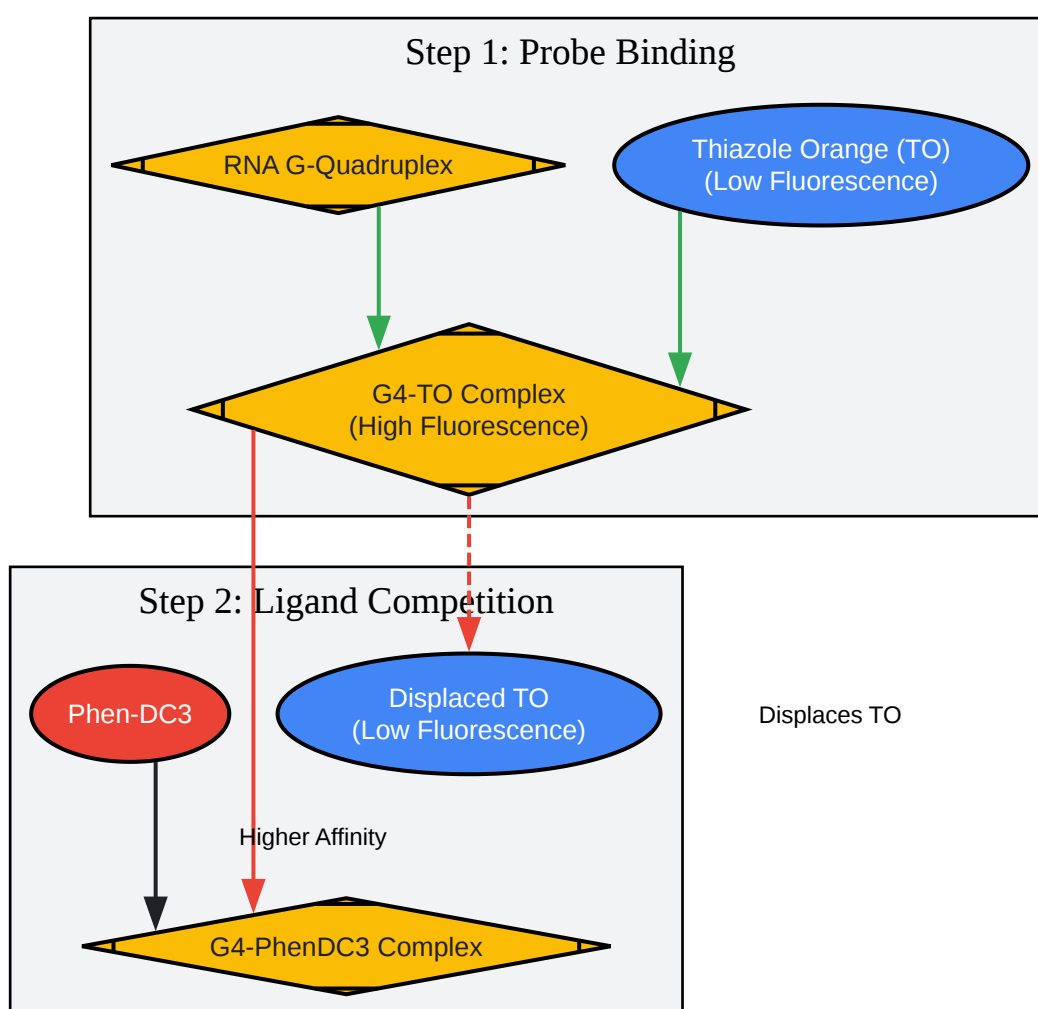 Step 1: Probe Binding
RNA G-Quadruplex
Thiazole Orange (TO)
(Low Fluorescence)
G4-TO Complex
(High Fluorescence)
Step 2: Ligand Competition
Phen-DC3
Displaced TO
(Low Fluorescence)
Displaces TO
Higher Affinity
G4-PhenDC3 Complex